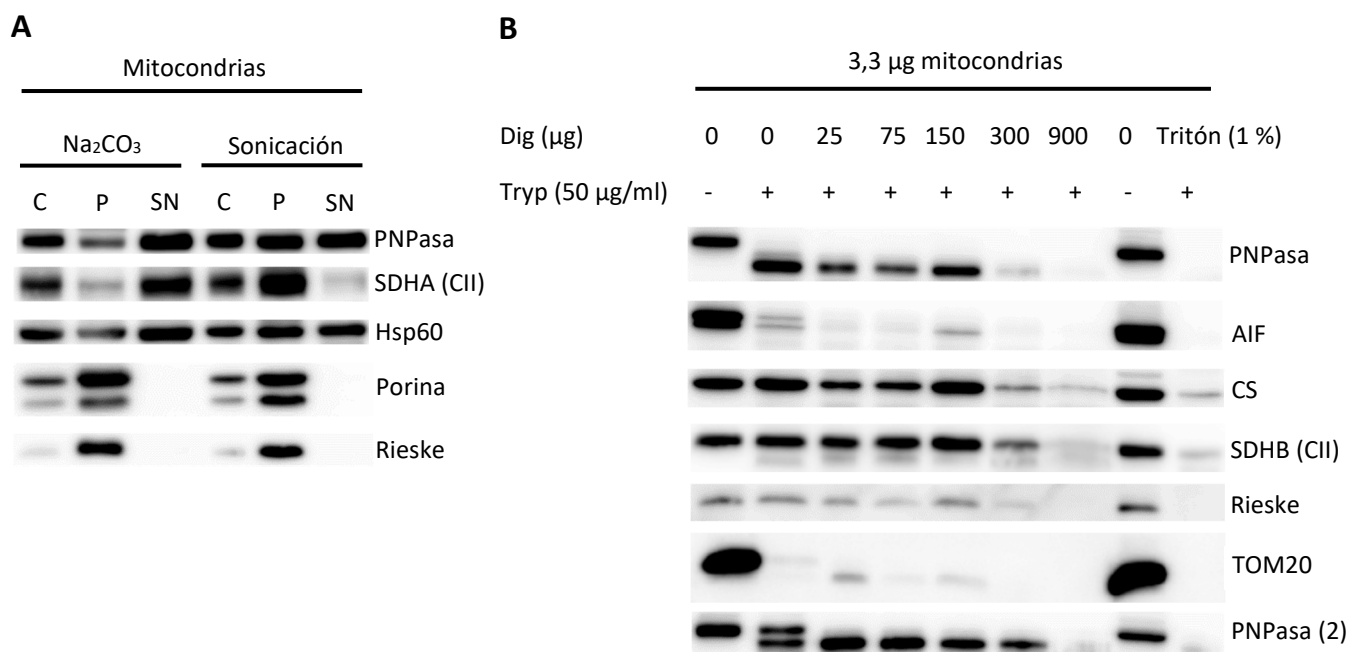 A
Mitocondrias
Na₂CO₃ Sonicación
C P SN C P SN
PNPasa
SDHA (CII)
Hsp60
Porina
Rieske
B
3,3 µg mitocondrias
Dig (µg) 0 0 25 75 150 300 900 0 Tritón (1 %)
Tryp (50 µg/ml) - + + + + + + - +
PNPasa
AIF
CS
SDHB (CII)
Rieske
TOM20
PNPasa (2)